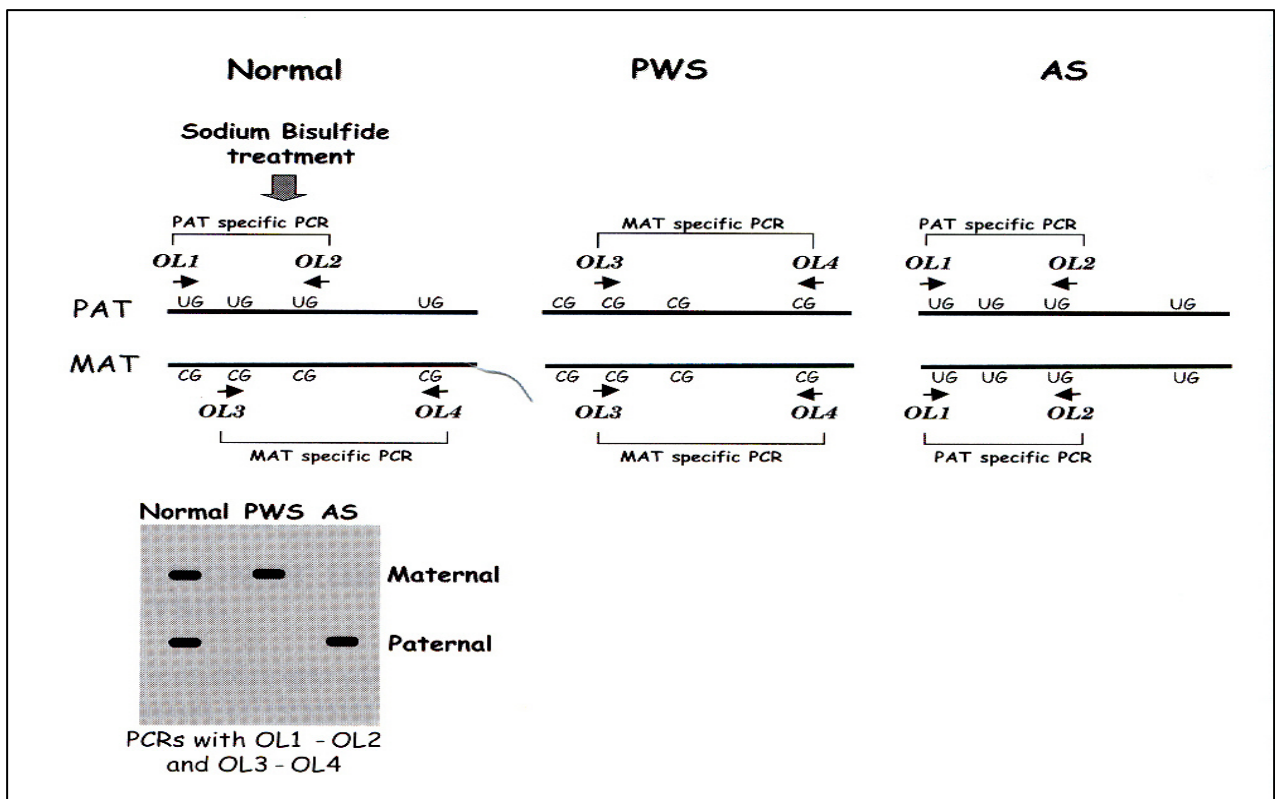 Normal PWS AS
Sodium Bisulfide
treatment
PAT specific PCR MAT specific PCR PAT specific PCR
OL1 OL2 OL3 OL4 OL1 OL2
PAT UG UG UG UG CG CG CG CG UG UG UG UG
MAT CG CG CG CG CG CG CG CG UG UG UG UG
OL3 OL4 OL3 OL4 OL1 OL2
MAT specific PCR MAT specific PCR PAT specific PCR
Normal PWS AS
Maternal
Paternal
PCRs with OL1 - OL2
and OL3 - OL4